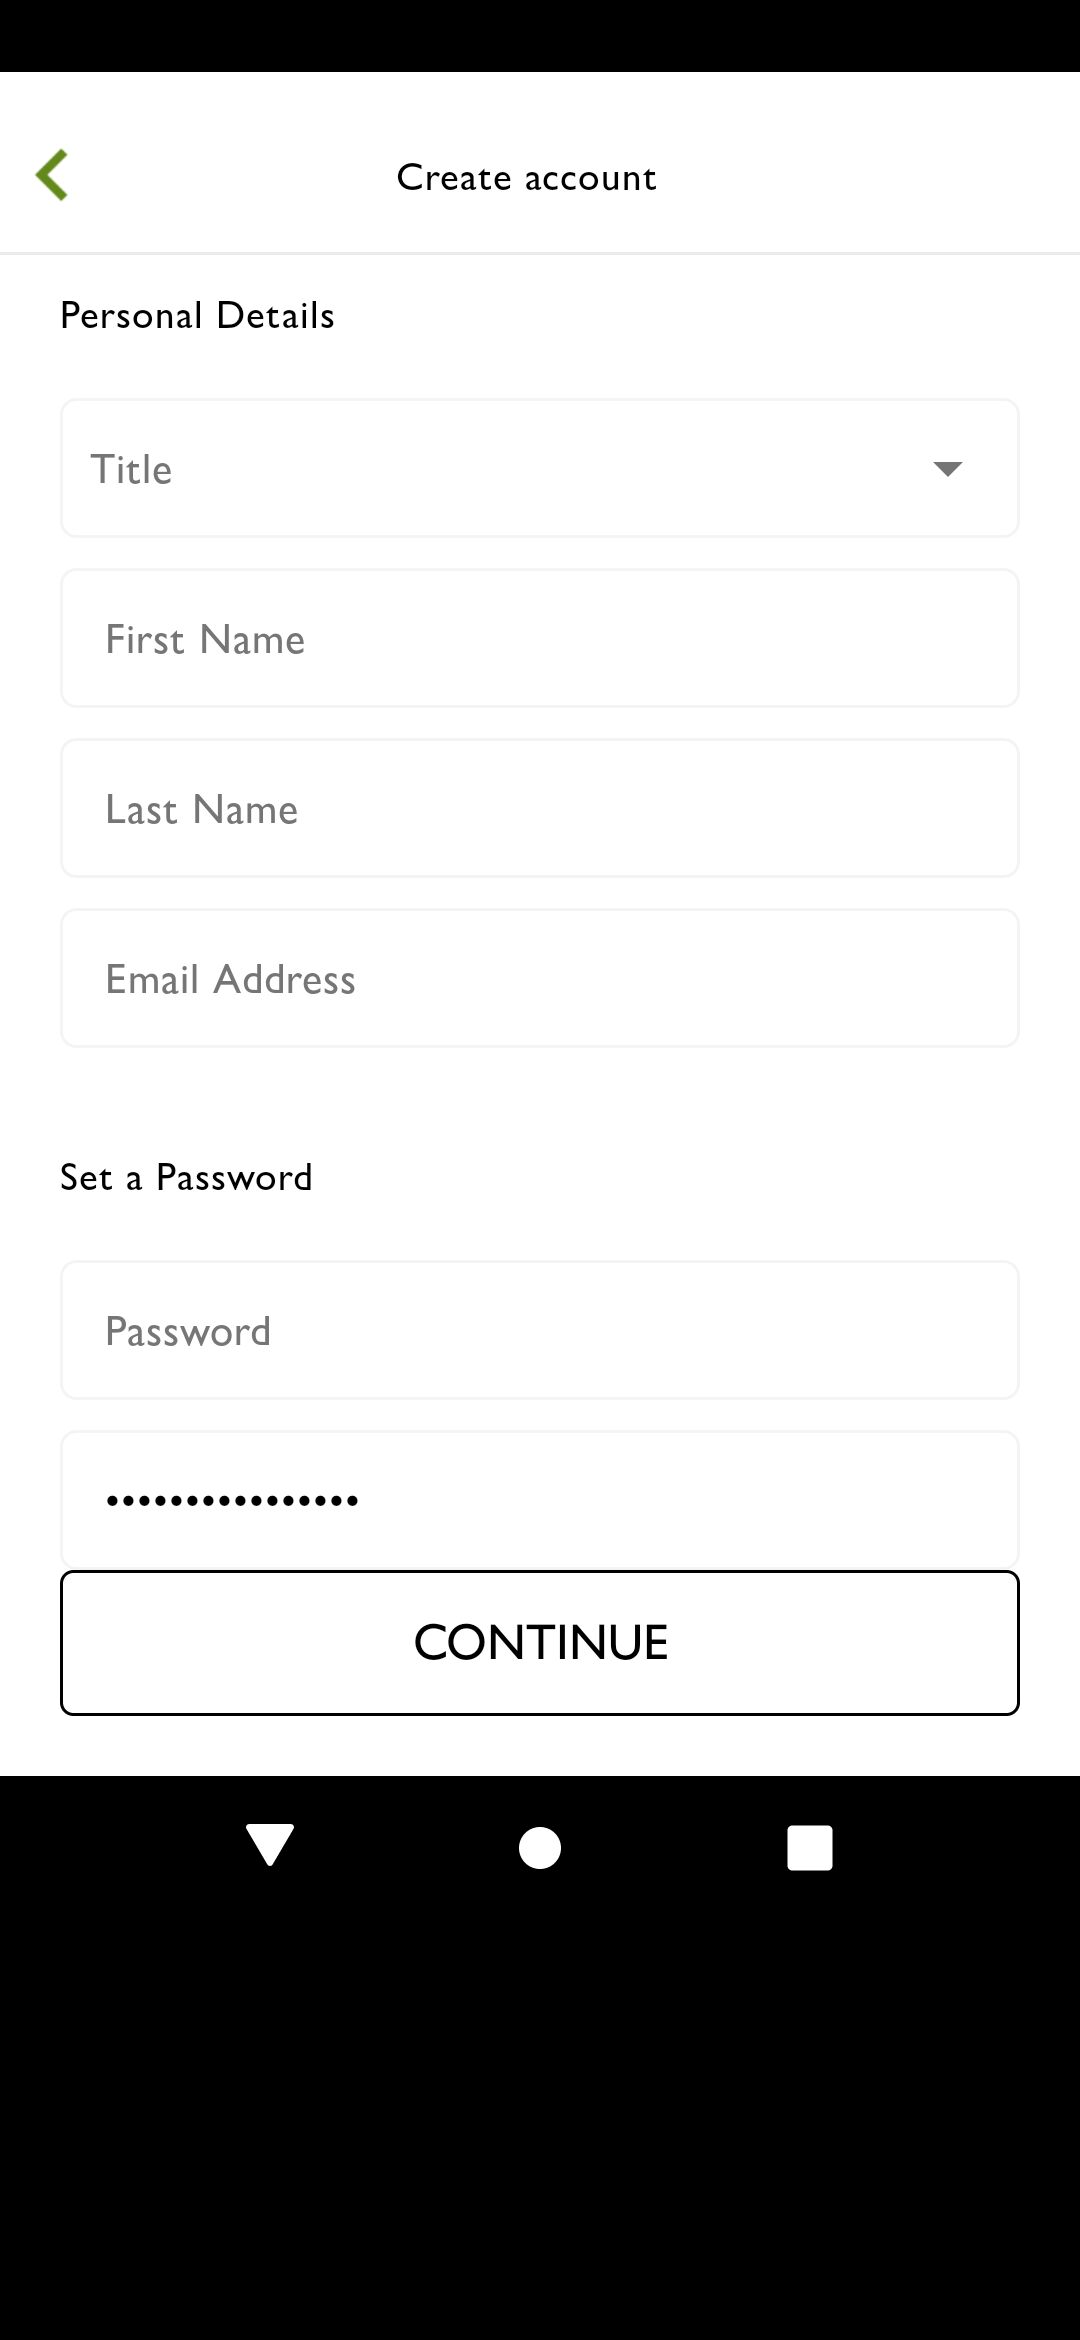 Create account
Personal Details
Title
First Name
Last Name
Email Address
Set a Password
Password
••••••••••••••••
CONTINUE